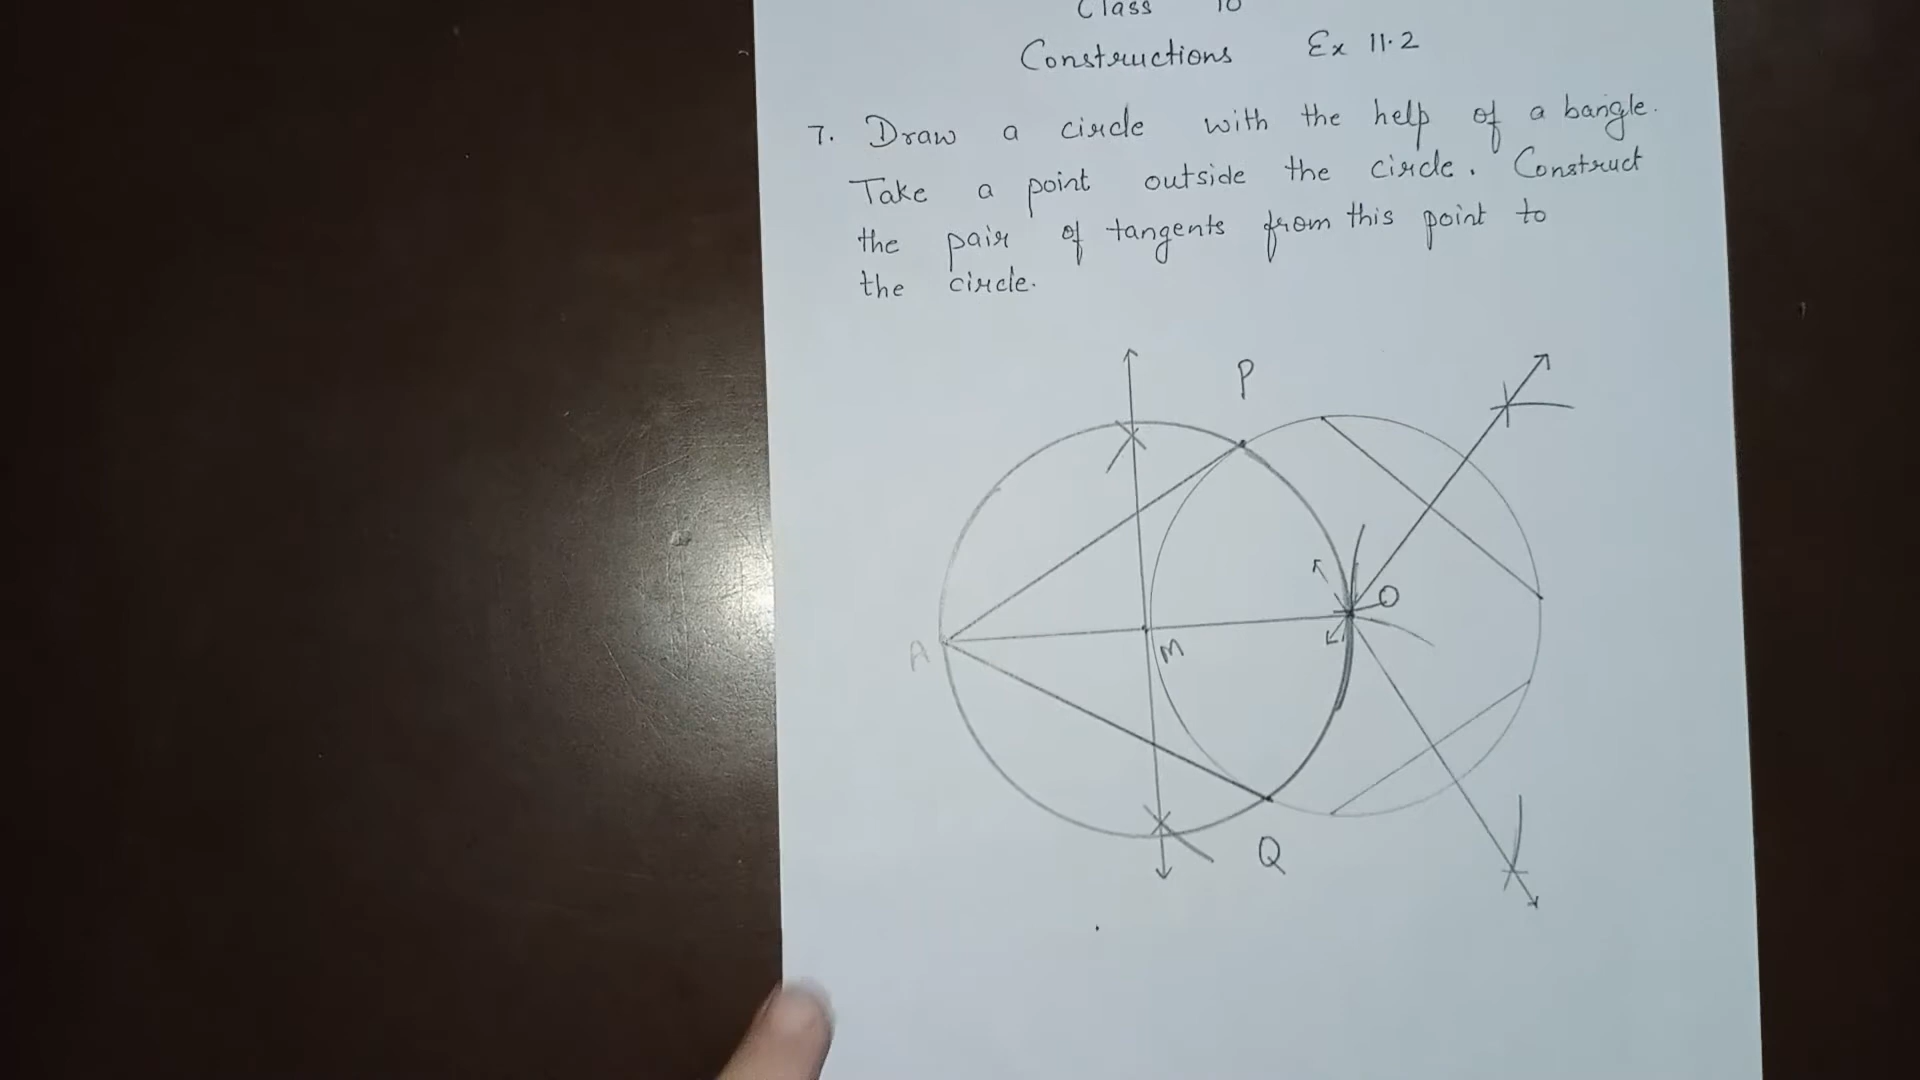 Class 10
Constructions Ex 11.2
7. Draw a circle with the help of a bangle.
Take a point outside the circle. Construct
the pair of tangents from this point to
the circle.
P
O
M
A
Q